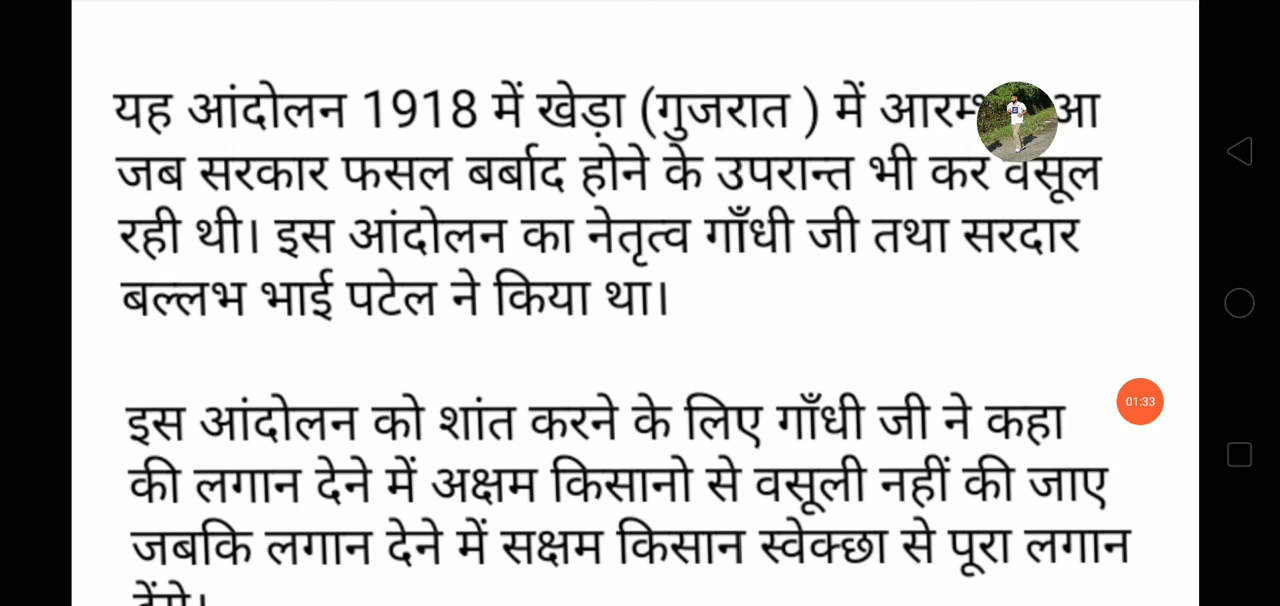 यह आंदोलन 1918 में खेड़ा (गुजरात ) में
जब सरकार फसल बर्बाद होने के उपरान्त भी कर वसूल
रही थी। इस आंदोलन का नेतृत्व गाँधी जी तथा सरदार
बल्लभ भाई पटेल ने किया था।
इस आंदोलन को शांत करने के लिए गाँधी जी ने कहा
की लगान देने में अक्षम किसानो से वसूली नहीं की जाए
जबकि लगान देने में सक्षम किसान स्वेक्छा से पूरा लगान
01:33